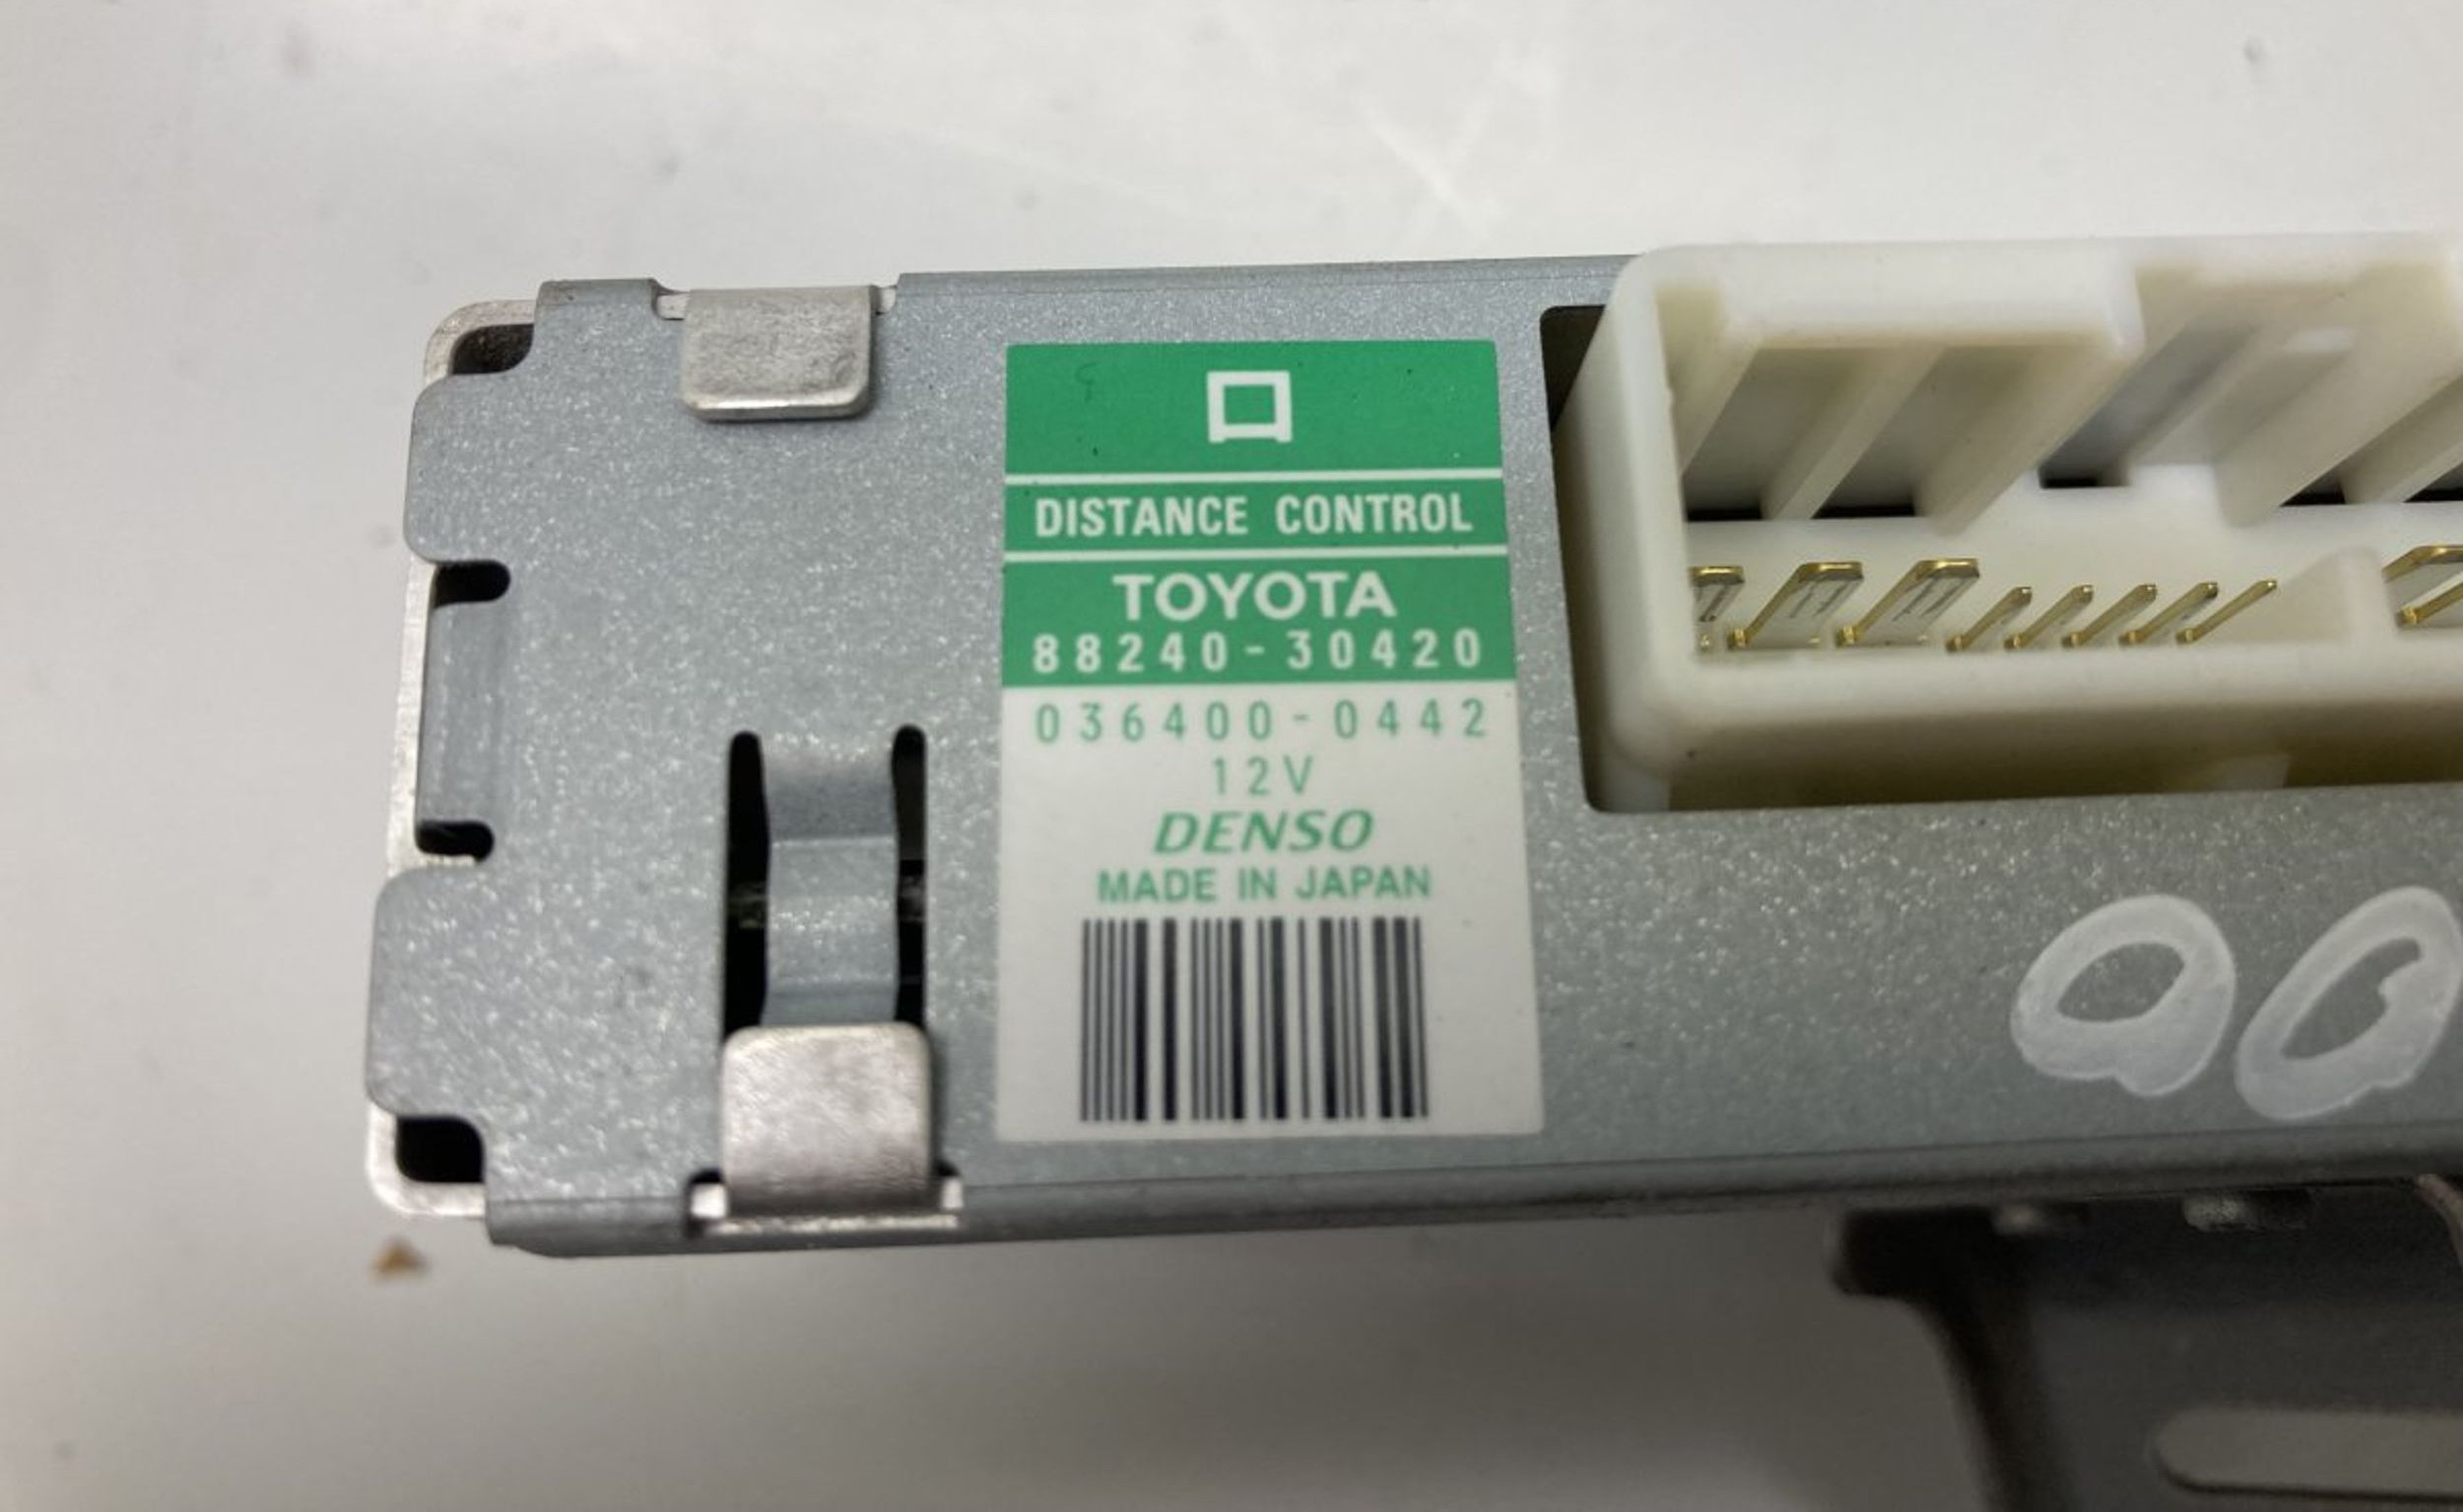 DISTANCE CONTROL
TOYOTA
88240-30420
036400-0442
12V
DENSO
MADE IN JAPAN